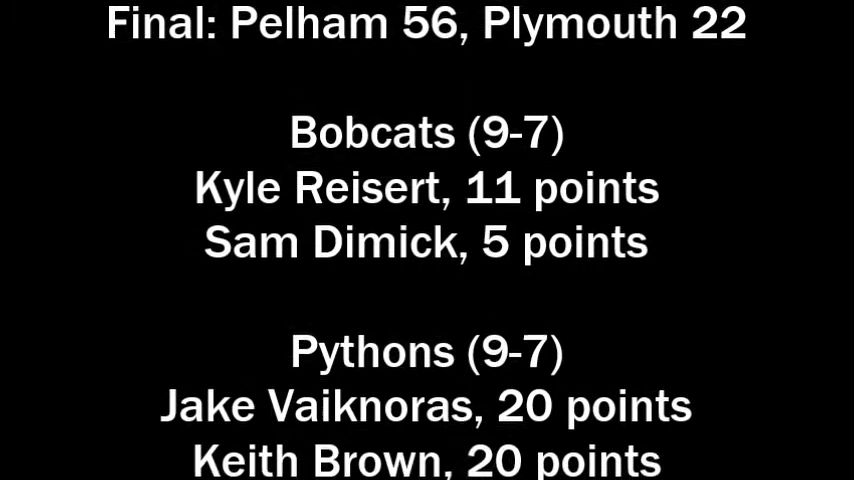 Final: Pelham 56, Plymouth 22
Bobcats (9-7)
Kyle Reisert, 11 points
Sam Dimick, 5 points
Pythons (9-7)
Jake Vaiknoras, 20 points
Keith Brown, 20 points